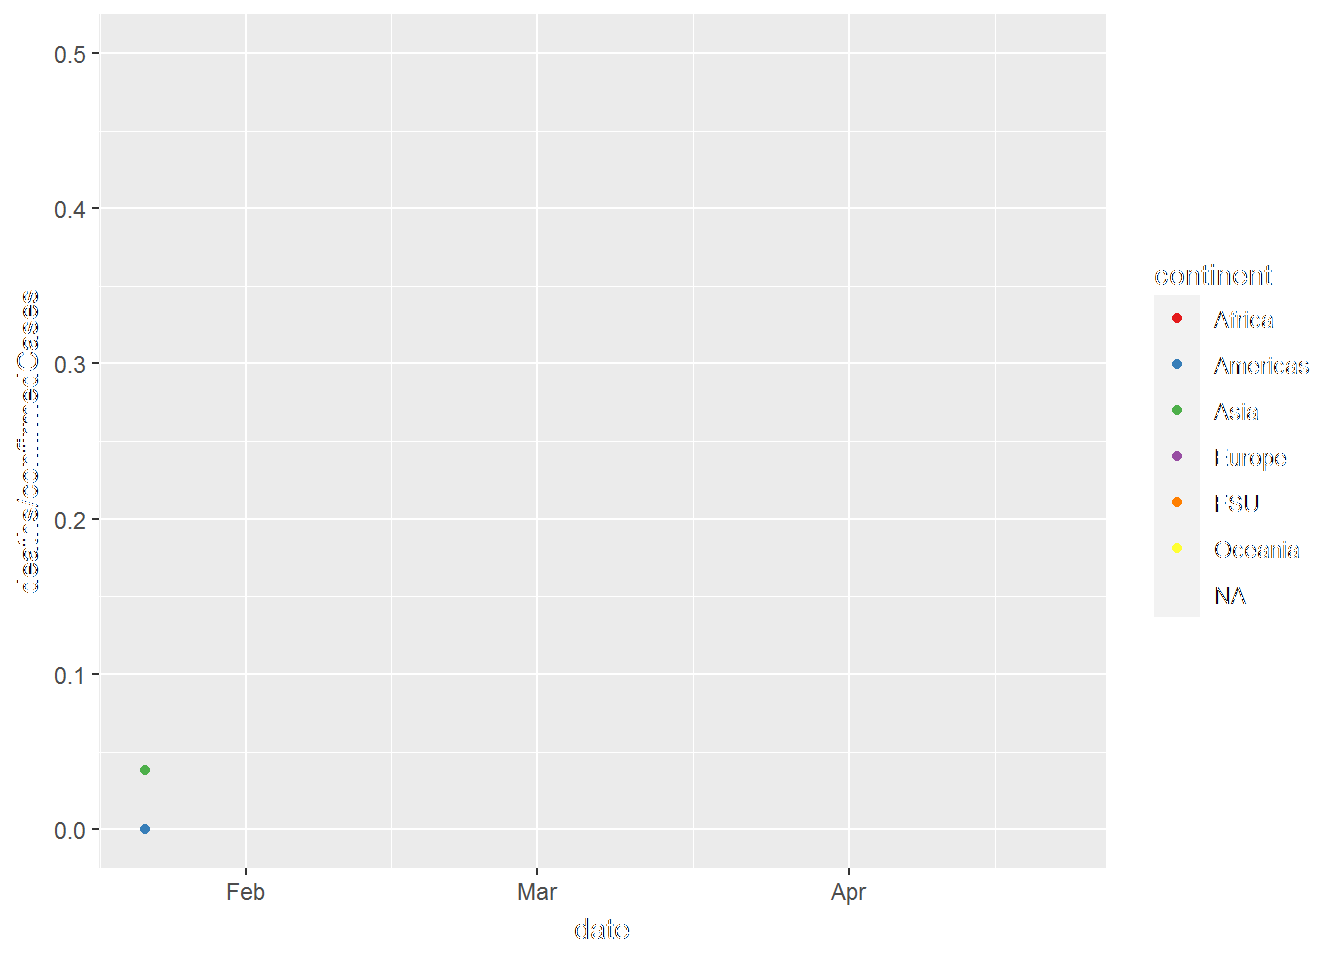 0.5
0.4
0.3
0.2
0.1
0.0
deaths/confirmedCases
Feb
Mar
Apr
date
continent
Africa
Americas
Asia
Europe
FSU
Oceania
NA